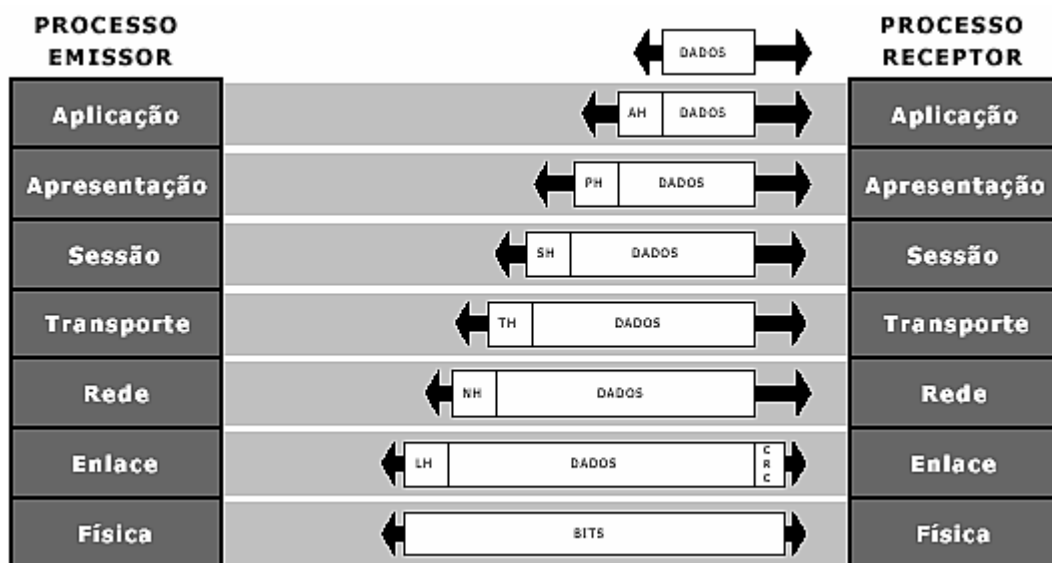 PROCESSO
EMISSOR
DADOS
PROCESSO
RECEPTOR
Aplicação
AH
DADOS
Aplicação
Apresentação
PH
DADOS
Apresentação
Sessão
SH
DADOS
Sessão
Transporte
TH
DADOS
Transporte
Rede
NH
DADOS
Rede
Enlace
LH
DADOS
C
R
C
Enlace
Física
BITS
Física